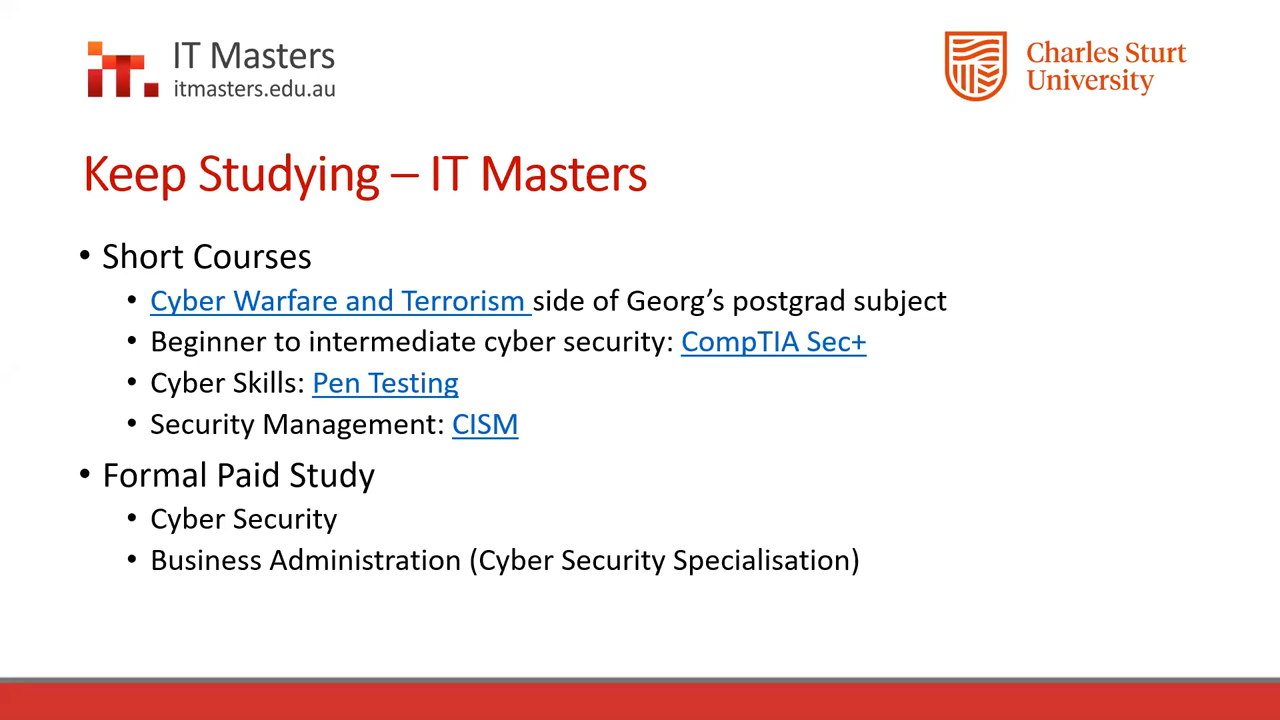 IT Masters
itmasters.edu.au
Charles Sturt
University
Keep Studying – IT Masters
• Short Courses
• Cyber Warfare and Terrorism side of Georg’s postgrad subject
• Beginner to intermediate cyber security: CompTIA Sec+
• Cyber Skills: Pen Testing
• Security Management: CISM
• Formal Paid Study
• Cyber Security
• Business Administration (Cyber Security Specialisation)